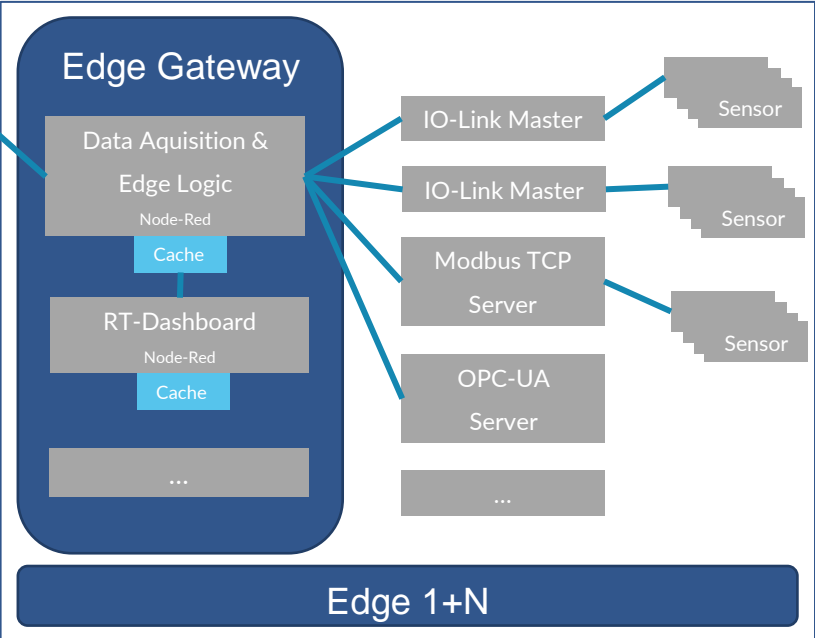 Edge Gateway
Data Aquisition &
Edge Logic
Node-Red
Cache
RT-Dashboard
Node-Red
Cache
...
IO-Link Master
IO-Link Master
Modbus TCP
Server
OPC-UA
Server
...
Sensor
Sensor
Sensor
Edge 1+N